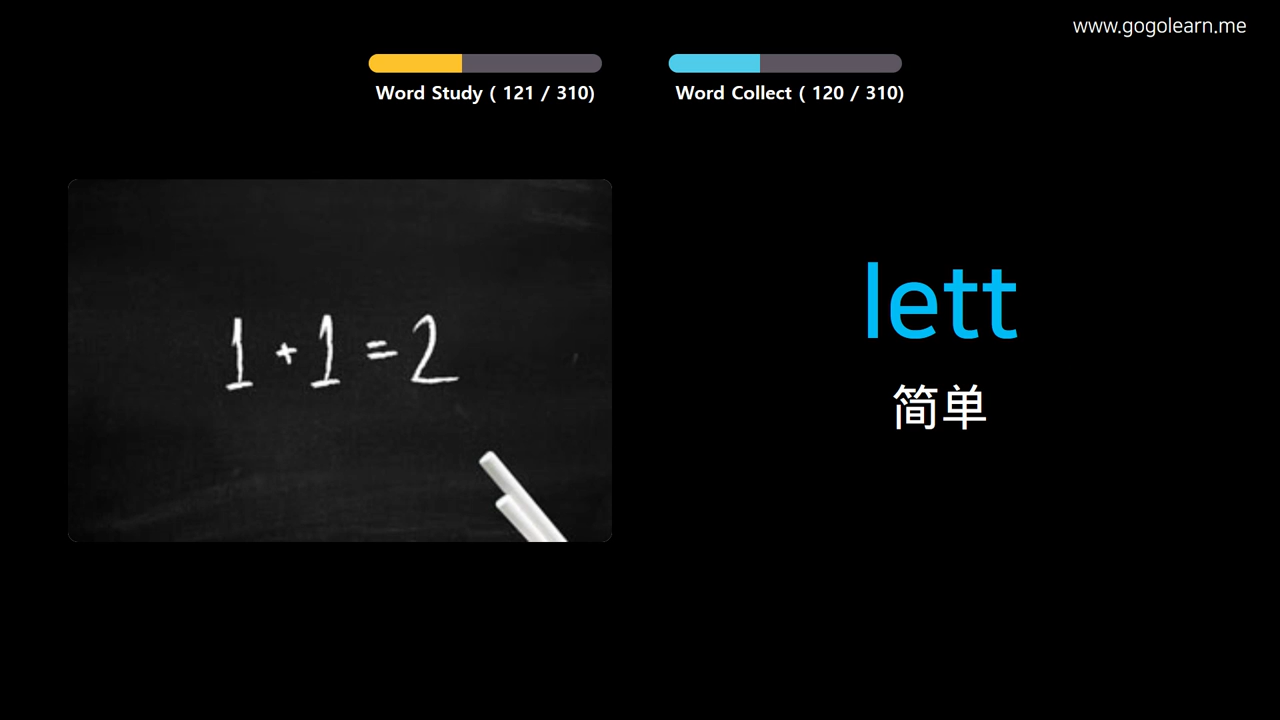 www.gogolearn.me
Word Study ( 121 / 310)
Word Collect ( 120 / 310)
1 + 1 = 2
lett
简单